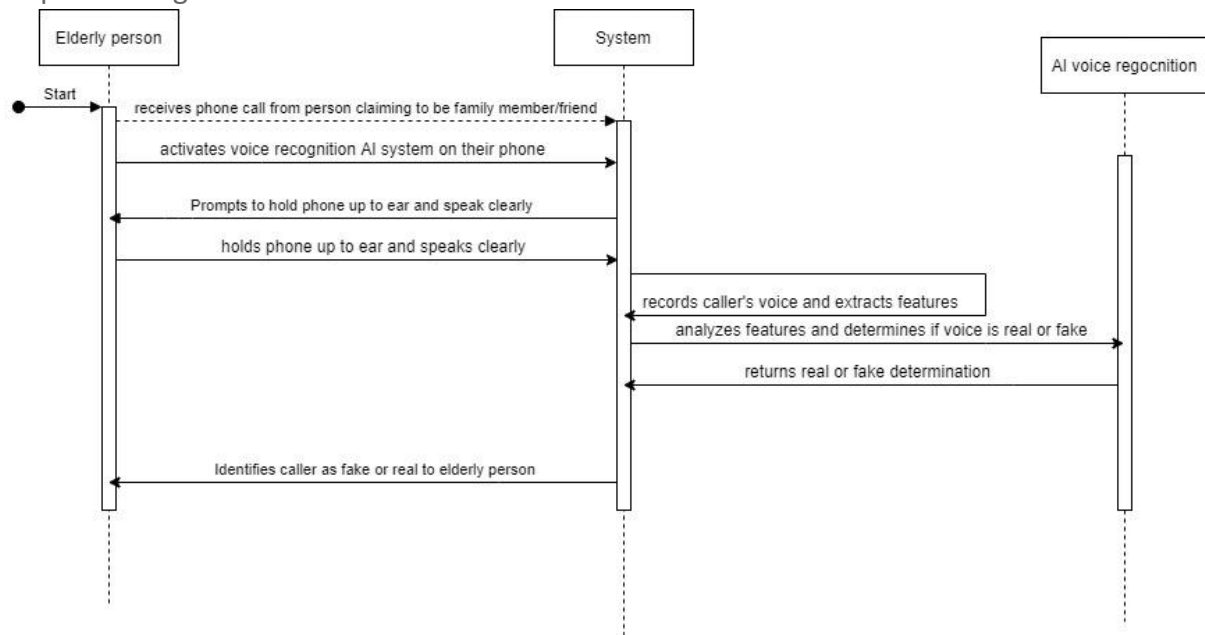 Elderly person
System
AI voice regocnition
Start
receives phone call from person claiming to be family member/friend
activates voice recognition AI system on their phone
Prompts to hold phone up to ear and speak clearly
holds phone up to ear and speaks clearly
records caller's voice and extracts features
analyzes features and determines if voice is real or fake
returns real or fake determination
Identifies caller as fake or real to elderly person